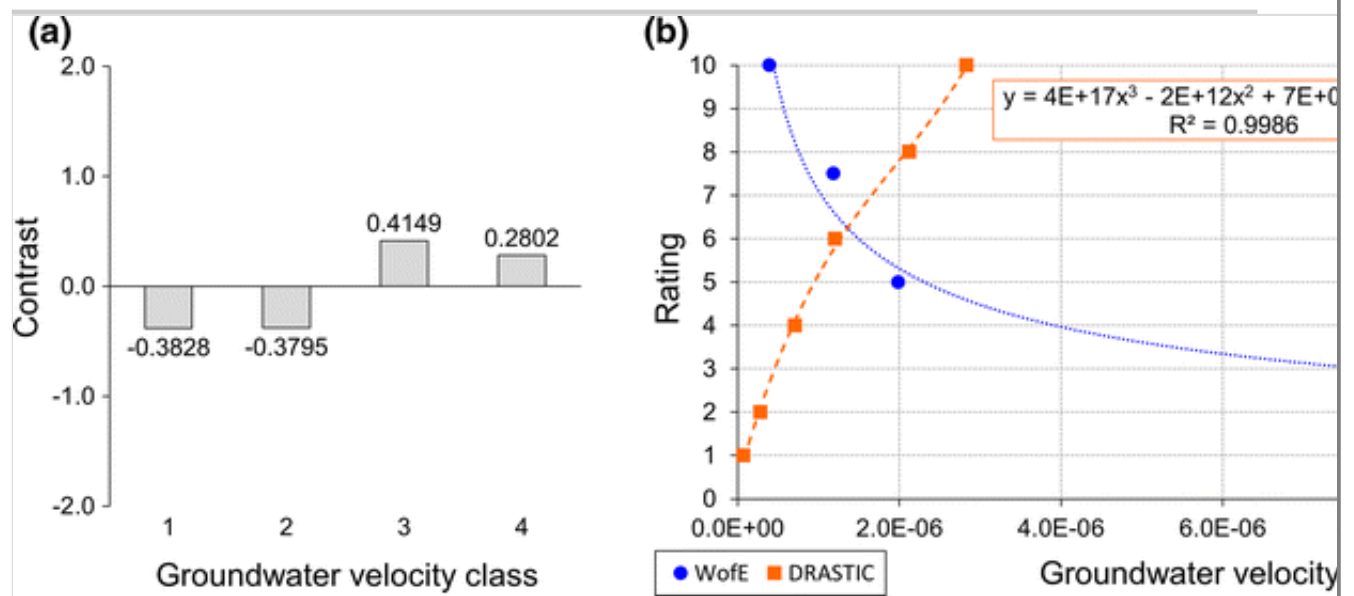 (a)
2.0
1.0
0.0
-1.0
-2.0
Contrast
-0.3828
-0.3795
0.4149
0.2802
1 2 3 4
Groundwater velocity class
(b)
10
9
8
7
6
5
4
3
2
1
0
Rating
y = 4E+17x³ - 2E+12x² + 7E+0
R² = 0.9986
0.0E+00 2.0E-06 4.0E-06 6.0E-06
WofE DRASTIC
Groundwater velocity